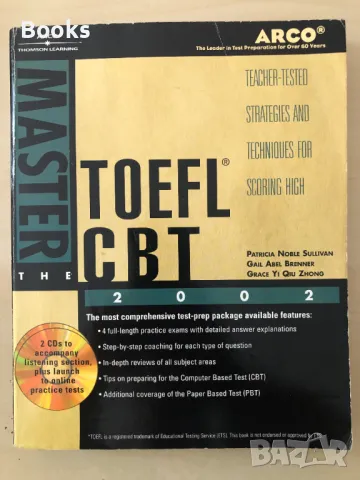 Books
THOMSON LEARNING
ARCO®
The Leader in Test Preparation for Over 60 Years
MASTER
THE
TEACHER-TESTED
STRATEGIES AND
TECHNIQUES FOR
SCORING HIGH
TOEFL®
CBT
PATRICIA NOBLE SULLIVAN
GAIL ABEL BRENNER
GRACE YI QIU ZHONG
2002
The most comprehensive test-prep package available features:
• 4 full-length practice exams with detailed answer explanations
• Step-by-step coaching for each type of question
• In-depth reviews of all subject areas
• Tips on preparing for the Computer Based Test (CBT)
• Additional coverage of the Paper Based Test (PBT)
2 CDs to
accompany
listening section,
plus launch
to online
practice tests
*TOEFL is a registered trademark of Educational Testing Service (ETS). This book is not endorsed or approved by ETS.
bazar